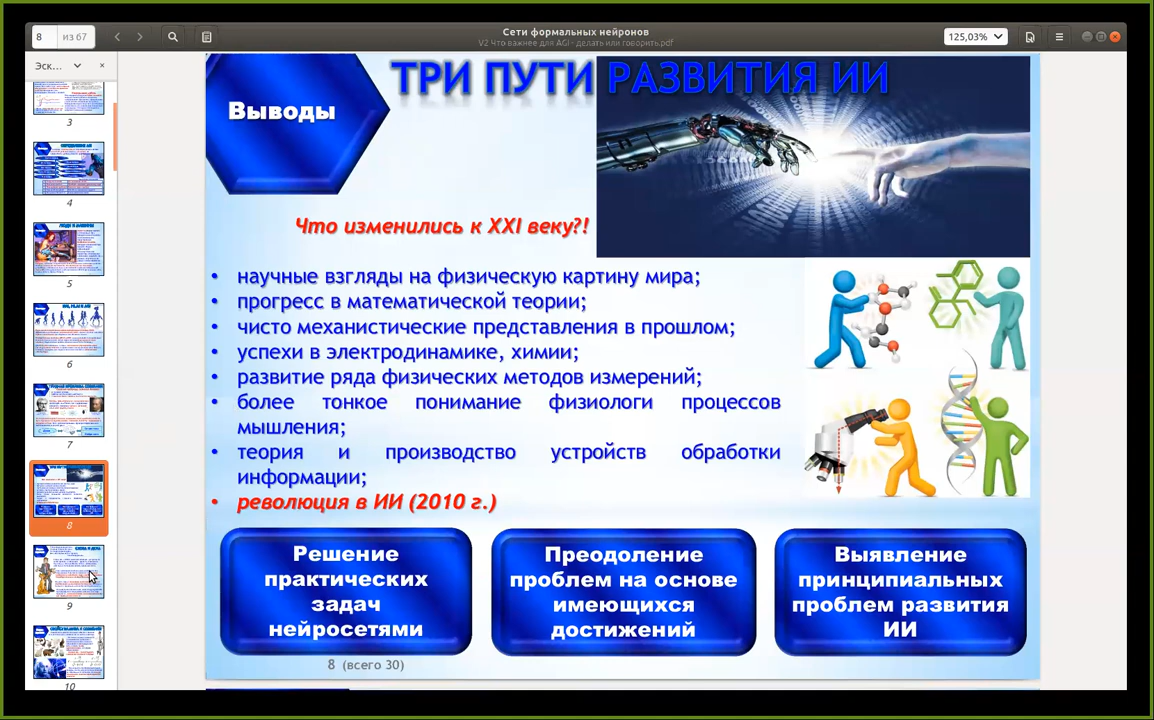 8 из 67
Сети формальных нейронов
V2 Что важнее для AGI - делать или говорить.pdf
125,03%
Эск...
3
4
5
6
7
8
9
10
Выводы
ТРИ ПУТИ РАЗВИТИЯ ИИ
Что изменились к XXI веку?!
• научные взгляды на физическую картину мира;
• прогресс в математической теории;
• чисто механистические представления в прошлом;
• успехи в электродинамике, химии;
• развитие ряда физических методов измерений;
• более тонкое понимание физиологи процессов
мышления;
• теория и производство устройств обработки
информации;
• революция в ИИ (2010 г.)
Решение
практических
задач
нейросетями
Преодоление
проблем на основе
имеющихся
достижений
Выявление
принципиальных
проблем развития
ИИ
8 (всего 30)